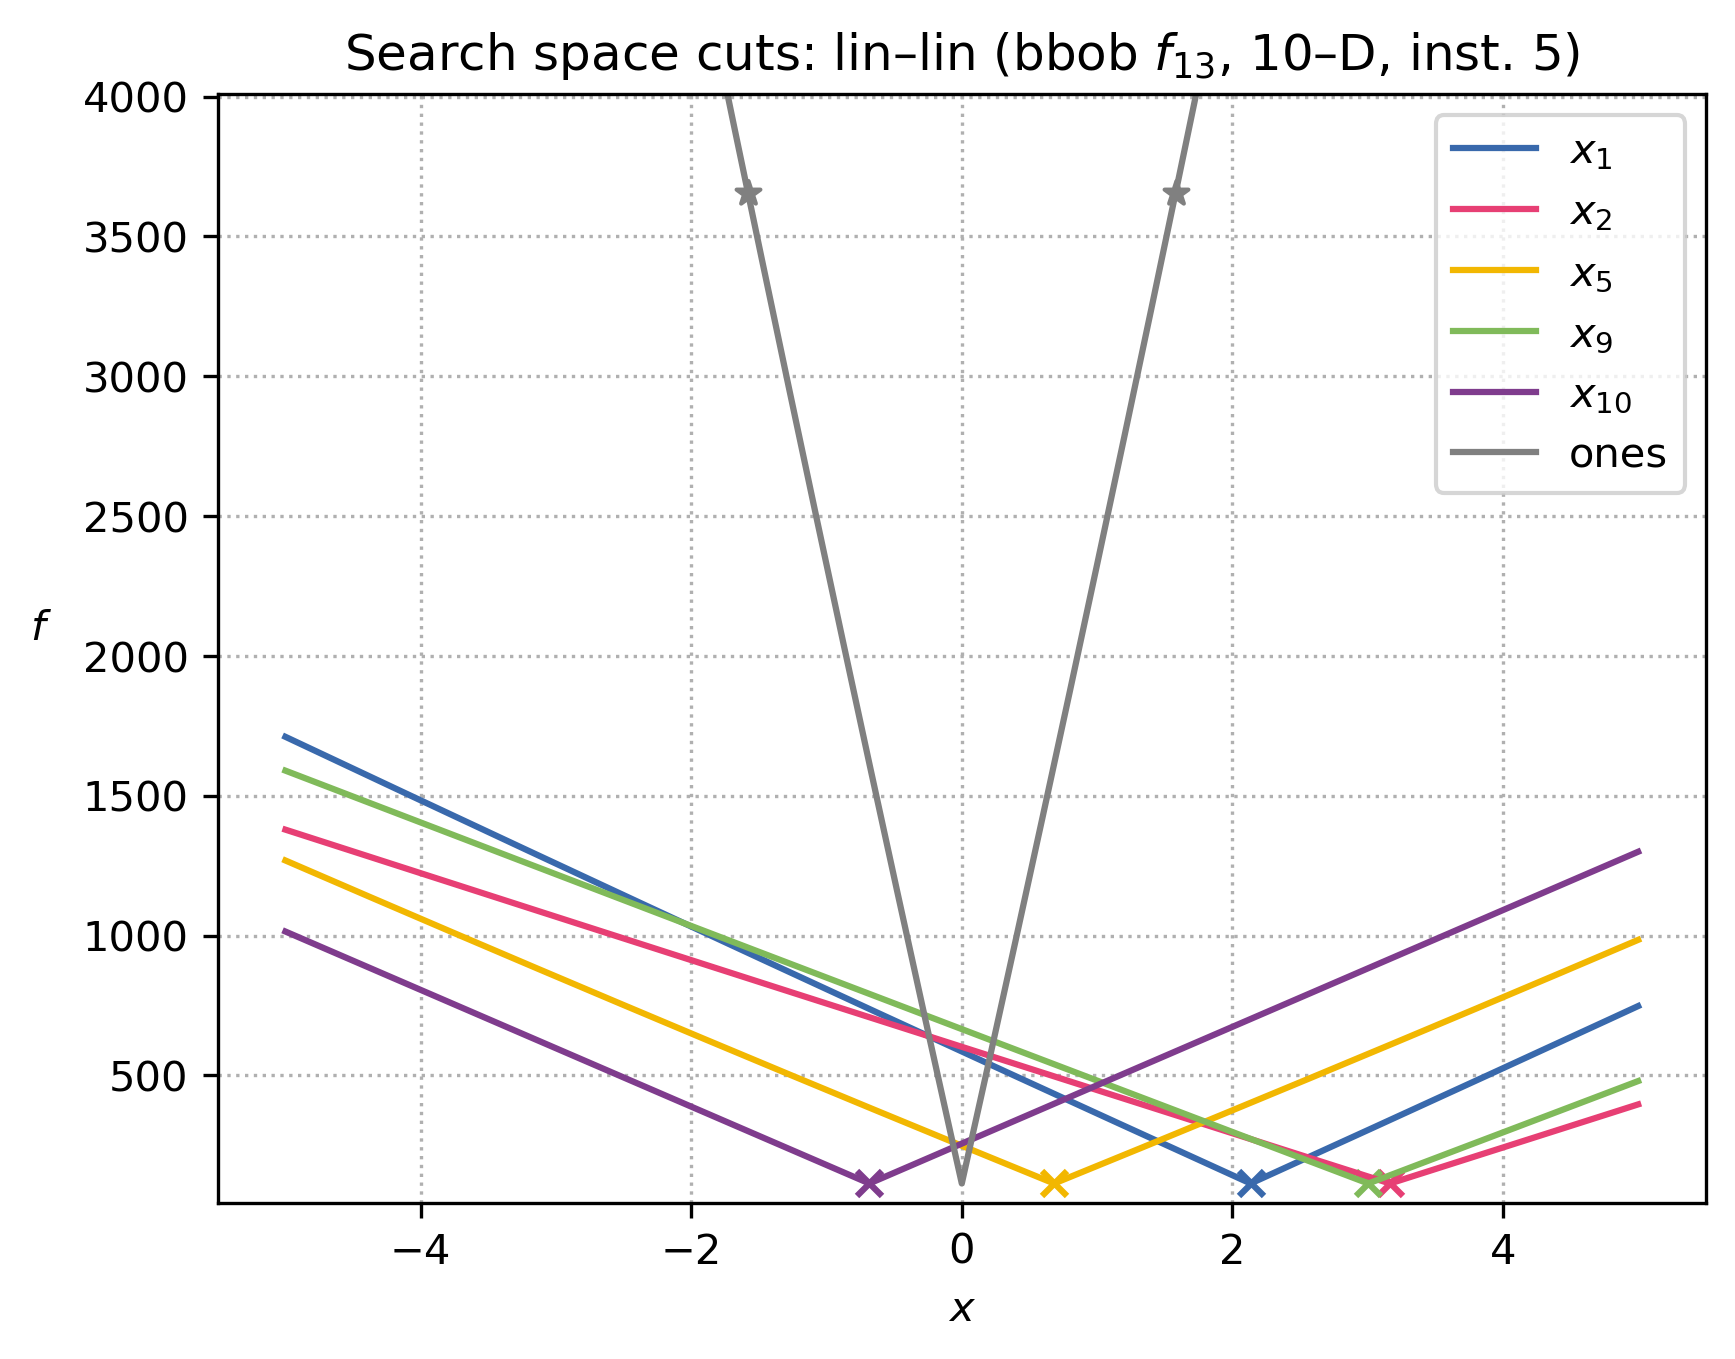 Search space cuts: lin–lin (bbob f₁₃, 10–D, inst. 5)
4000
3500
3000
2500
2000
1500
1000
500
f
x₁
x₂
x₅
x₉
x₁₀
ones
−4 −2 0 2 4
x